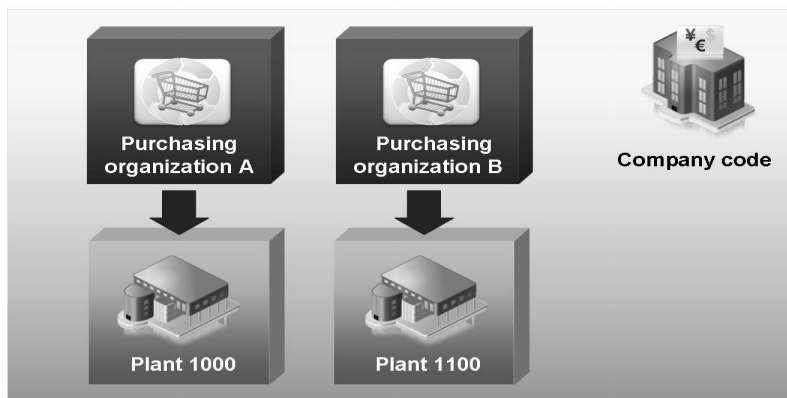 Purchasing
organization A
Purchasing
organization B
¥ $
€
Company code
Plant 1000
Plant 1100